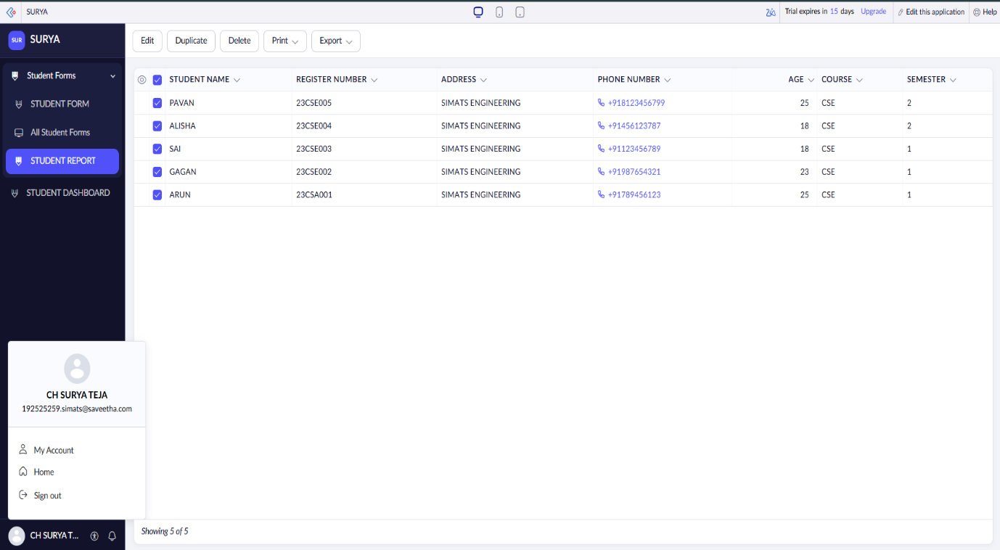 SURYA
Trial expires in 15 days Upgrade Edit this application Help
SUR SURYA
Student Forms
STUDENT FORM
All Student Forms
STUDENT REPORT
STUDENT DASHBOARD
Edit Duplicate Delete Print Export
STUDENT NAME REGISTER NUMBER ADDRESS PHONE NUMBER AGE COURSE SEMESTER
PAVAN 23CSE005 SIMATS ENGINEERING +918123456799 25 CSE 2
ALISHA 23CSE004 SIMATS ENGINEERING +91456123787 18 CSE 2
SAI 23CSE003 SIMATS ENGINEERING +91123456789 18 CSE 1
GAGAN 23CSE002 SIMATS ENGINEERING +91987654321 23 CSE 1
ARUN 23CSA001 SIMATS ENGINEERING +91789456123 25 CSE 1
CH SURYA TEJA
192525259.simats@saveetha.com
My Account
Home
Sign out
CH SURYA T...
Showing 5 of 5